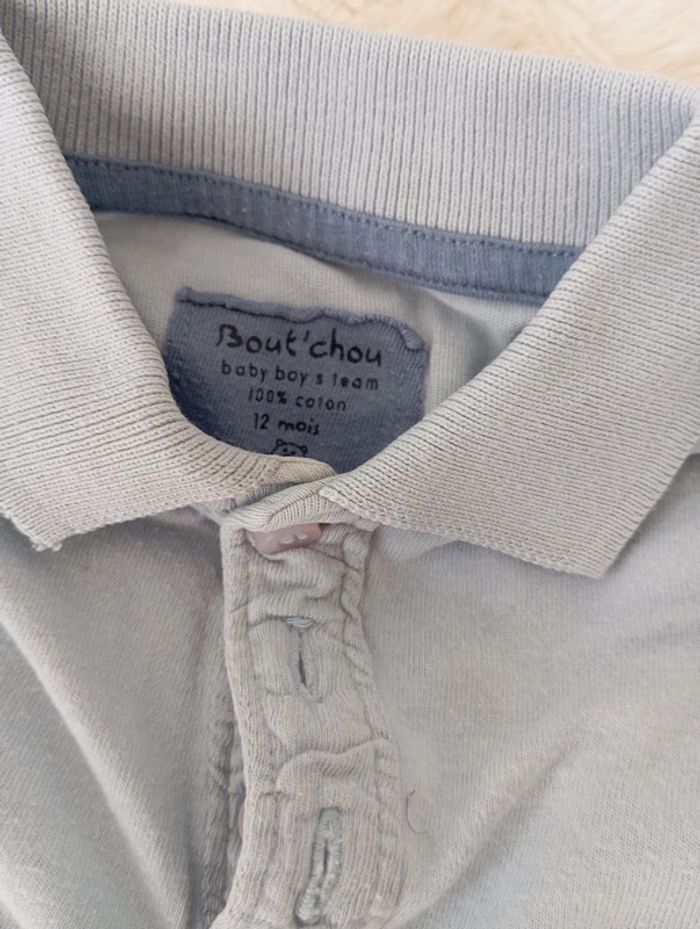 Bout'chou
baby boy s team
100% coton
12 mois